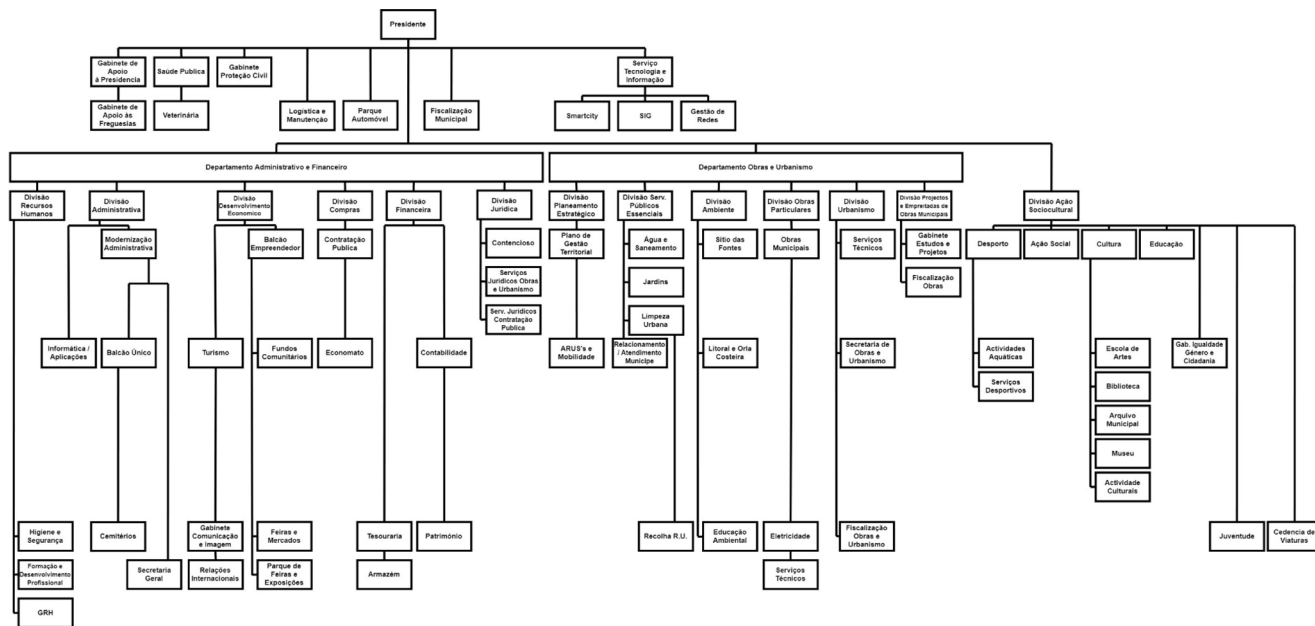 Presidente
Gabinete de
Apoio
à Presidencia
Saúde Publica
Gabinete
Proteção Civil
Serviço
Tecnologia e
Informação
Gabinete de
Apoio às
Freguesias
Veterinária
Logística e
Manutenção
Parque
Automóvel
Fiscalização
Municipal
Smartcity
SIG
Gestão de
Redes
Departamento Administrativo e Financeiro
Departamento Obras e Urbanismo
Divisão
Recursos
Humanos
Divisão
Administrativa
Divisão
Desenvolvimento
Economico
Divisão
Compras
Divisão
Financeira
Divisão
Jurídica
Divisão
Planeamento
Estratégico
Divisão Serv.
Públicos
Essenciais
Divisão
Ambiente
Divisão Obras
Particulares
Divisão
Urbanismo
Divisão Projectos
e Empreitadas de
Obras Municipais
Divisão Ação
Sociocultural
Modernização
Administrativa
Balcão
Empreendedor
Contratação
Publica
Contencioso
Plano de
Gestão
Territorial
Água e
Saneamento
Sitio das
Fontes
Obras
Municipais
Serviços
Técnicos
Gabinete
Estudos e
Projetos
Desporto
Ação Social
Cultura
Educação
Serviços
Jurídicos Obras
e Urbanismo
Jardins
Fiscalização
Obras
Serv. Jurídicos
Contratação
Publica
Limpeza
Urbana
Informática /
Aplicações
Balcão Único
Turismo
Fundos
Comunitários
Economato
Contabilidade
ARUS's e
Mobilidade
Relacionamento
/ Atendimento
Munícipe
Litoral e Orla
Costeira
Secretaria de
Obras e
Urbanismo
Actividades
Aquáticas
Escola de
Artes
Gab. Igualdade
Género e
Cidadania
Serviços
Desportivos
Biblioteca
Arquivo
Municipal
Museu
Actividade
Culturais
Higiene e
Segurança
Cemitérios
Gabinete
Comunicação
e Imagem
Feiras e
Mercados
Tesouraria
Património
Recolha R.U.
Educação
Ambiental
Eletricidade
Fiscalização
Obras e
Urbanismo
Juventude
Cedencia de
Viaturas
Formação e
Desenvolvimento
Profissional
Secretaria
Geral
Relações
Internacionais
Parque de
Feiras e
Exposições
Armazém
Serviços
Técnicos
GRH